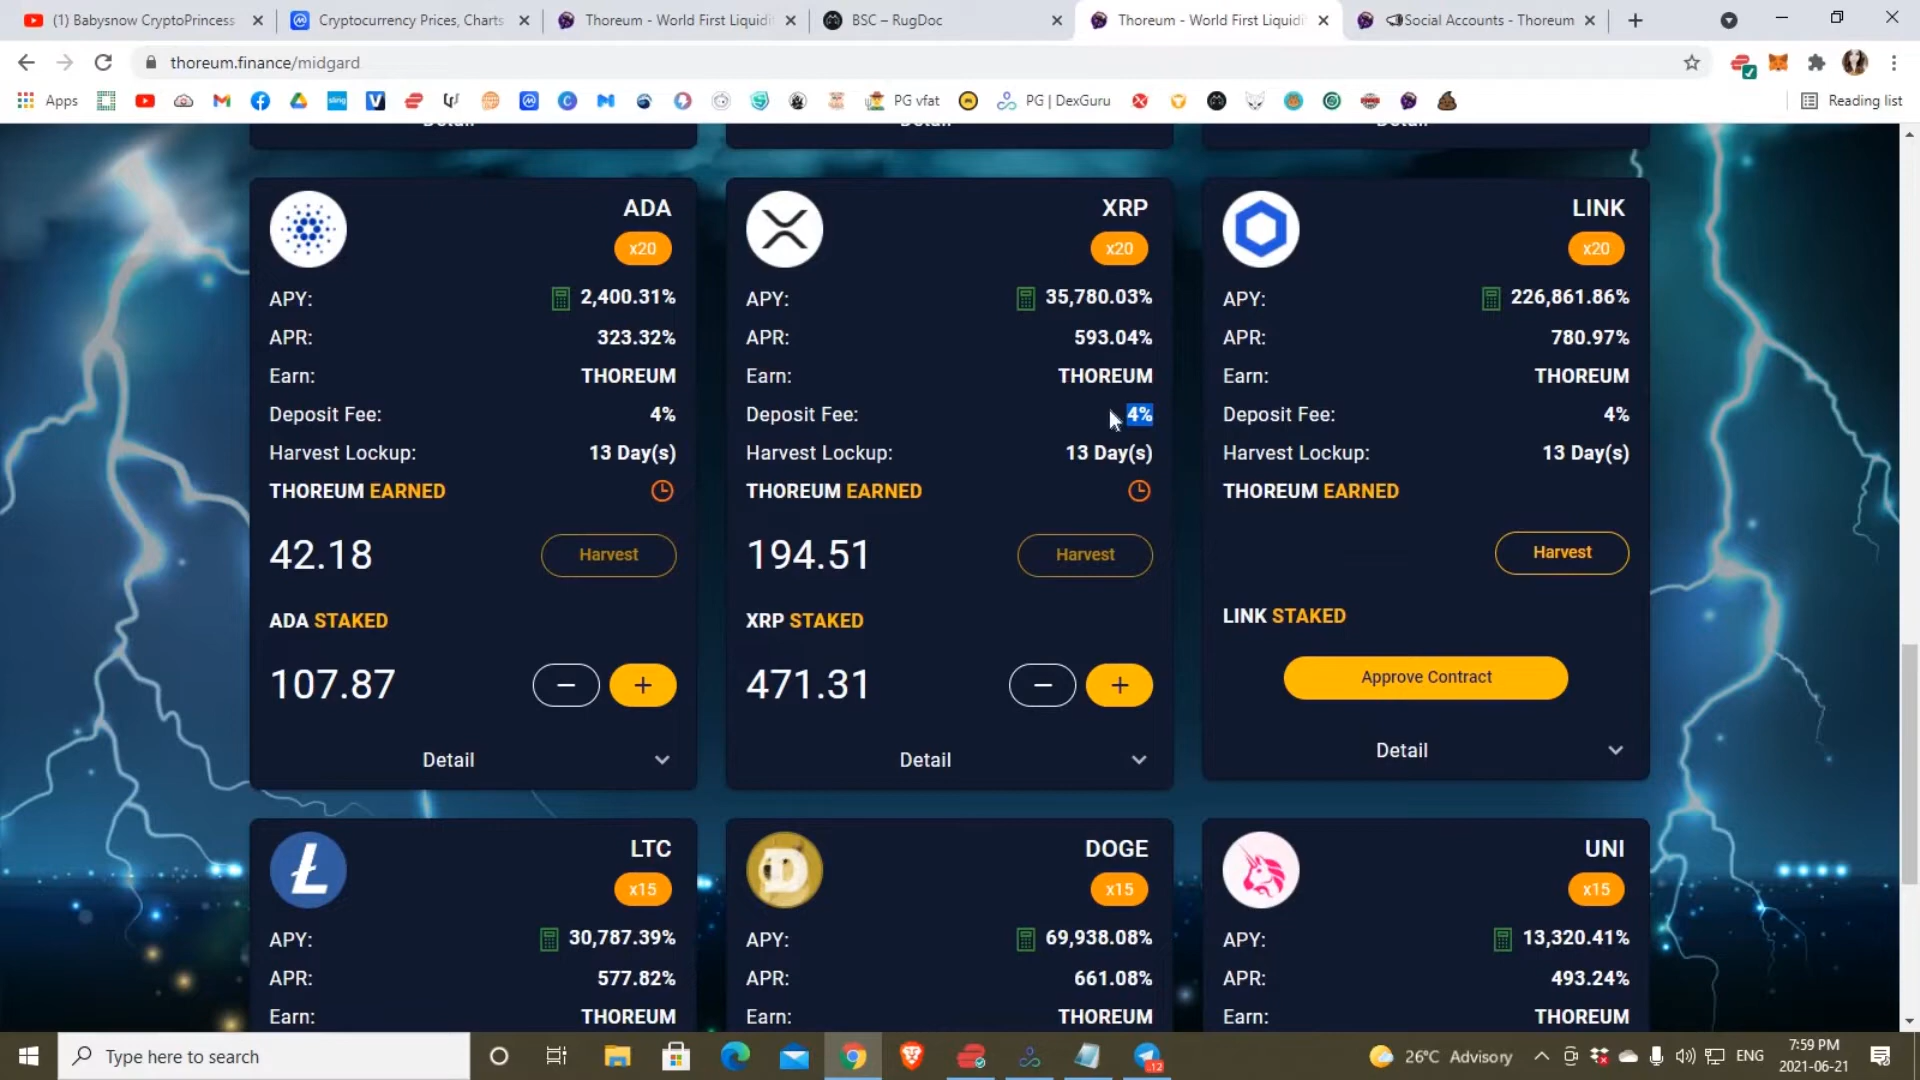 (1) Babysnow CryptoPrincess
Cryptocurrency Prices, Charts
Thoreum - World First Liquidi
BSC – RugDoc
Thoreum - World First Liquidi
Social Accounts - Thoreum
thoreum.finance/midgard
Apps
sling
PG vfat
PG | DexGuru
Reading list
Detail Detail Detail
ADA
x20
APY: 2,400.31%
APR: 323.32%
Earn: THOREUM
Deposit Fee: 4%
Harvest Lockup: 13 Day(s)
THOREUM EARNED
42.18 Harvest
ADA STAKED
107.87 − +
Detail
XRP
x20
APY: 35,780.03%
APR: 593.04%
Earn: THOREUM
Deposit Fee: 4%
Harvest Lockup: 13 Day(s)
THOREUM EARNED
194.51 Harvest
XRP STAKED
471.31 − +
Detail
LINK
x20
APY: 226,861.86%
APR: 780.97%
Earn: THOREUM
Deposit Fee: 4%
Harvest Lockup: 13 Day(s)
THOREUM EARNED
Harvest
LINK STAKED
Approve Contract
Detail
LTC
x15
APY: 30,787.39%
APR: 577.82%
Earn: THOREUM
DOGE
x15
APY: 69,938.08%
APR: 661.08%
Earn: THOREUM
UNI
x15
APY: 13,320.41%
APR: 493.24%
Earn: THOREUM
Type here to search
12
26°C Advisory
ENG
7:59 PM
2021-06-21